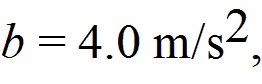 b = 4.0 m/s²,